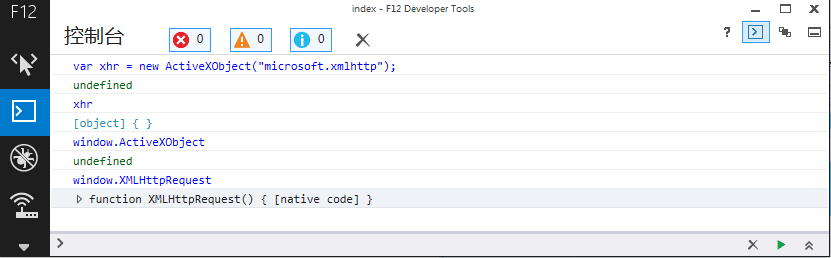 index - F12 Developer Tools
F12
控制台
0
0
0
?
var xhr = new ActiveXObject("microsoft.xmlhttp");
undefined
xhr
[object] { }
window.ActiveXObject
undefined
window.XMLHttpRequest
function XMLHttpRequest() { [native code] }